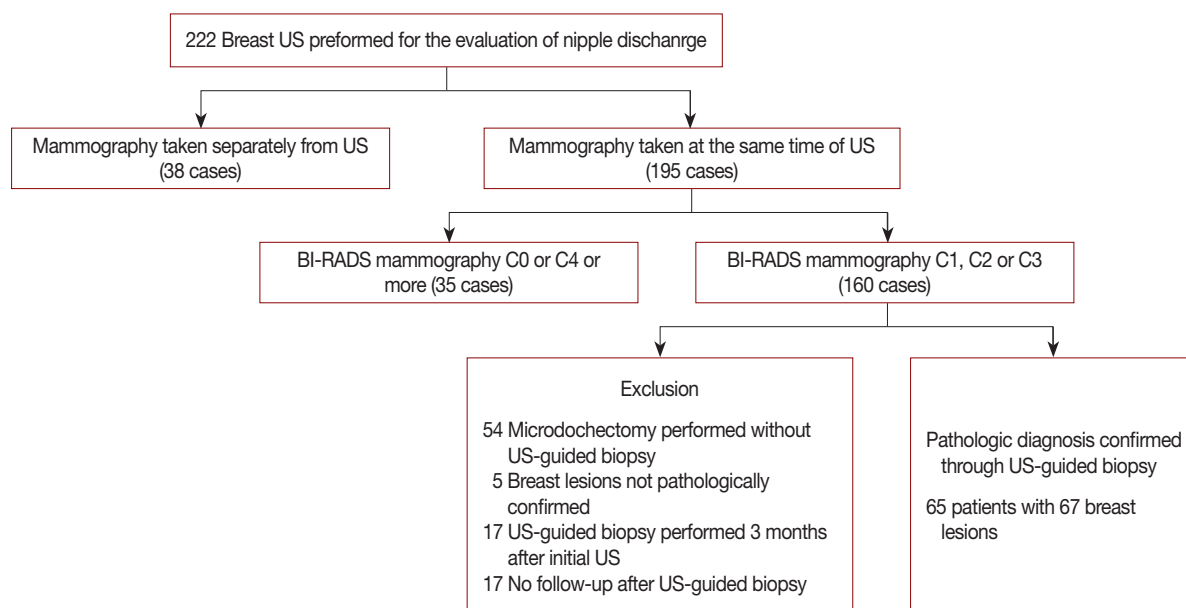 222 Breast US preformed for the evaluation of nipple dischanrge
Mammography taken separately from US
(38 cases)
Mammography taken at the same time of US
(195 cases)
BI-RADS mammography C0 or C4 or
more (35 cases)
BI-RADS mammography C1, C2 or C3
(160 cases)
Exclusion
54 Microdochectomy performed without
US-guided biopsy
5 Breast lesions not pathologically
confirmed
17 US-guided biopsy performed 3 months
after initial US
17 No follow-up after US-guided biopsy
Pathologic diagnosis confirmed
through US-guided biopsy
65 patients with 67 breast
lesions